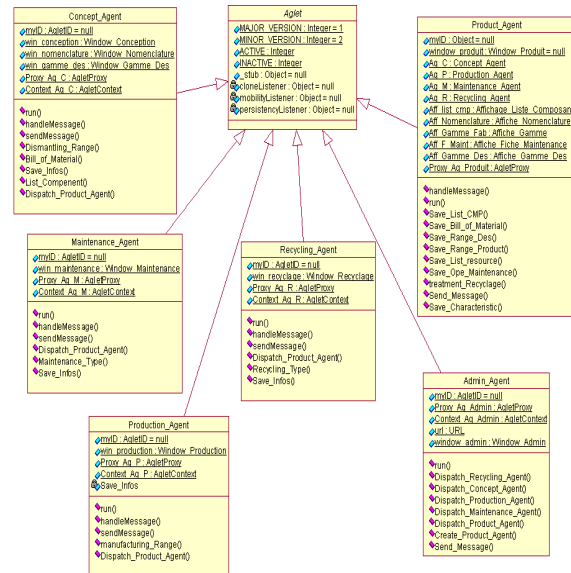 Concept_Agent
myID : AgletID = null
win_conception : Window_Conception
win_nomenclature : Window_Nomenclature
win_gamme_des : Window_Gamme_Des
Proxy_Ag_C : AgletProxy
Context_Ag_C : AgletContext
run()
handleMessage()
sendMessage()
Dismantling_Range()
Bill_of_Material()
Save_Infos()
List_Compenent()
Dispatch_Product_Agent()
Aglet
MAJOR_VERSION : Integer = 1
MINOR_VERSION : Integer = 2
ACTIVE : Integer
INACTIVE : Integer
_stub : Object = null
cloneListener : Object = null
mobilityListener : Object = null
persistencyListener : Object = null
Product_Agent
myID : Object = null
window_produit : Window_Produit = null
Ag_C : Concept_Agent
Ag_P : Production_Agent
Ag_M : Maintenance_Agent
Ag_R : Recycling_Agent
Aff_list_cmp : Affichage_Liste_Composan
Aff_Nomenclature : Affiche_Nomenclature
Aff_Gamme_Fab : Affiche_Gamme
Aff_F_Maint : Affiche_Fiche_Maintenance
Aff_Gamme_Des : Affiche_Gamme_Des
Proxy_Ag_Produit : AgletProxy
handleMessage()
run()
Save_List_CMP()
Save_Bill_of_Material()
Save_Range_Des()
Save_Range_Product()
Save_List_resource()
Save_Ope_Maintenance()
treatment_Recyclage()
Send_Message()
Save_Characteristic()
Maintenance_Agent
myID : AgletID = null
win_maintenance : Window_Maintenance
Proxy_Ag_M : AgletProxy
Context_Ag_M : AgletContext
run()
handleMessage()
sendMessage()
Dispatch_Product_Agent()
Maintenance_Type()
Save_Infos()
Recycling_Agent
myID : AgletID = null
win_recyclage : Window_Recyclage
Proxy_Ag_R : AgletProxy
Context_Ag_R : AgletContext
run()
handleMessage()
sendMessage()
Dispatch_Product_Agent()
Recycling_Type()
Save_Infos()
Production_Agent
myID : AgletID = null
win_production : Window_Production
Proxy_Ag_P : AgletProxy
Context_Ag_P : AgletContext
Save_Infos
run()
handleMessage()
sendMessage()
manufacturing_Range()
Dispatch_Product_Agent()
Admin_Agent
myID : AgletID = null
Proxy_Ag_Admin : AgletProxy
Context_Ag_Admin : AgletContext
url : URL
window_admin : Window_Admin
run()
Dispatch_Recycling_Agent()
Dispatch_Concept_Agent()
Dispatch_Production_Agent()
Dispatch_Maintenance_Agent()
Dispatch_Product_Agent()
Create_Product_Agent()
Send_Message()